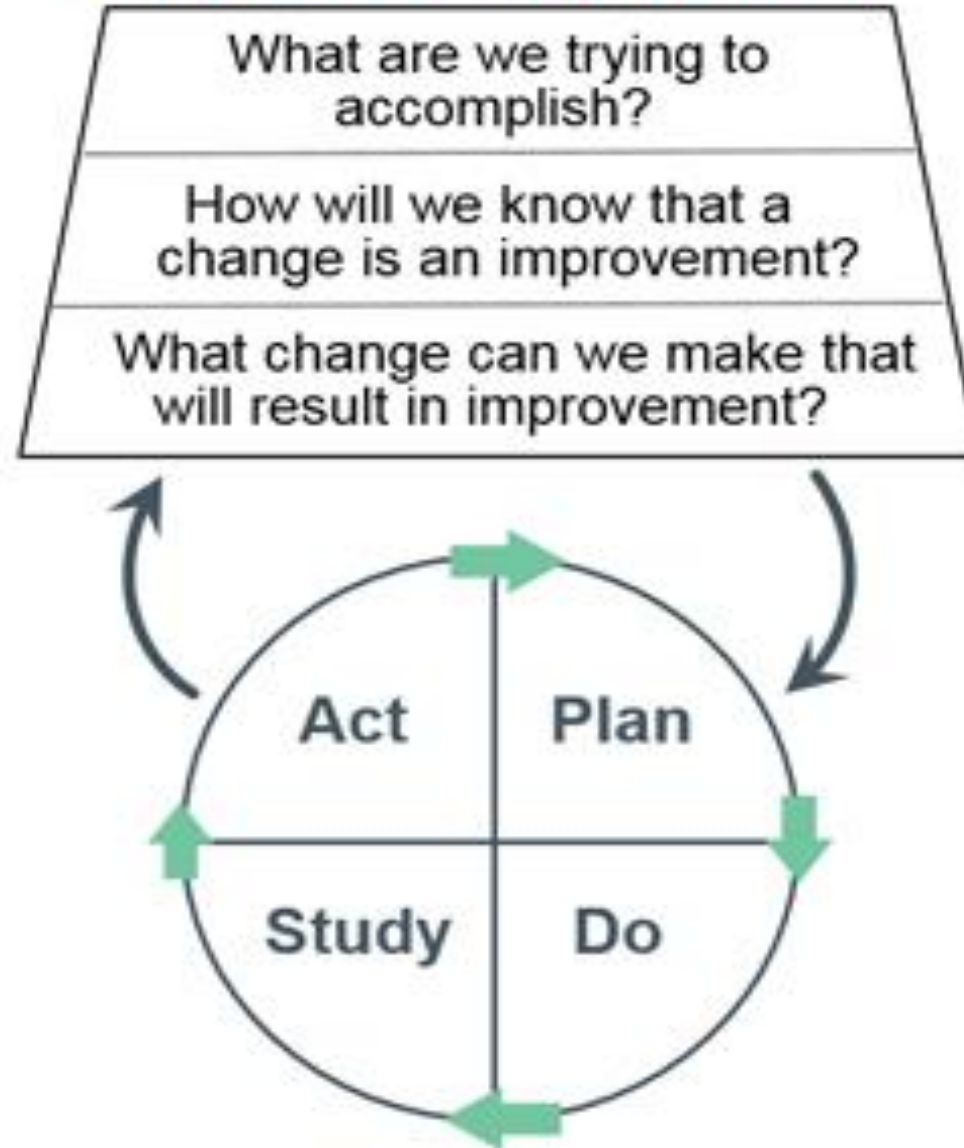 What are we trying to
accomplish?
How will we know that a
change is an improvement?
What change can we make that
will result in improvement?
Act
Plan
Study
Do